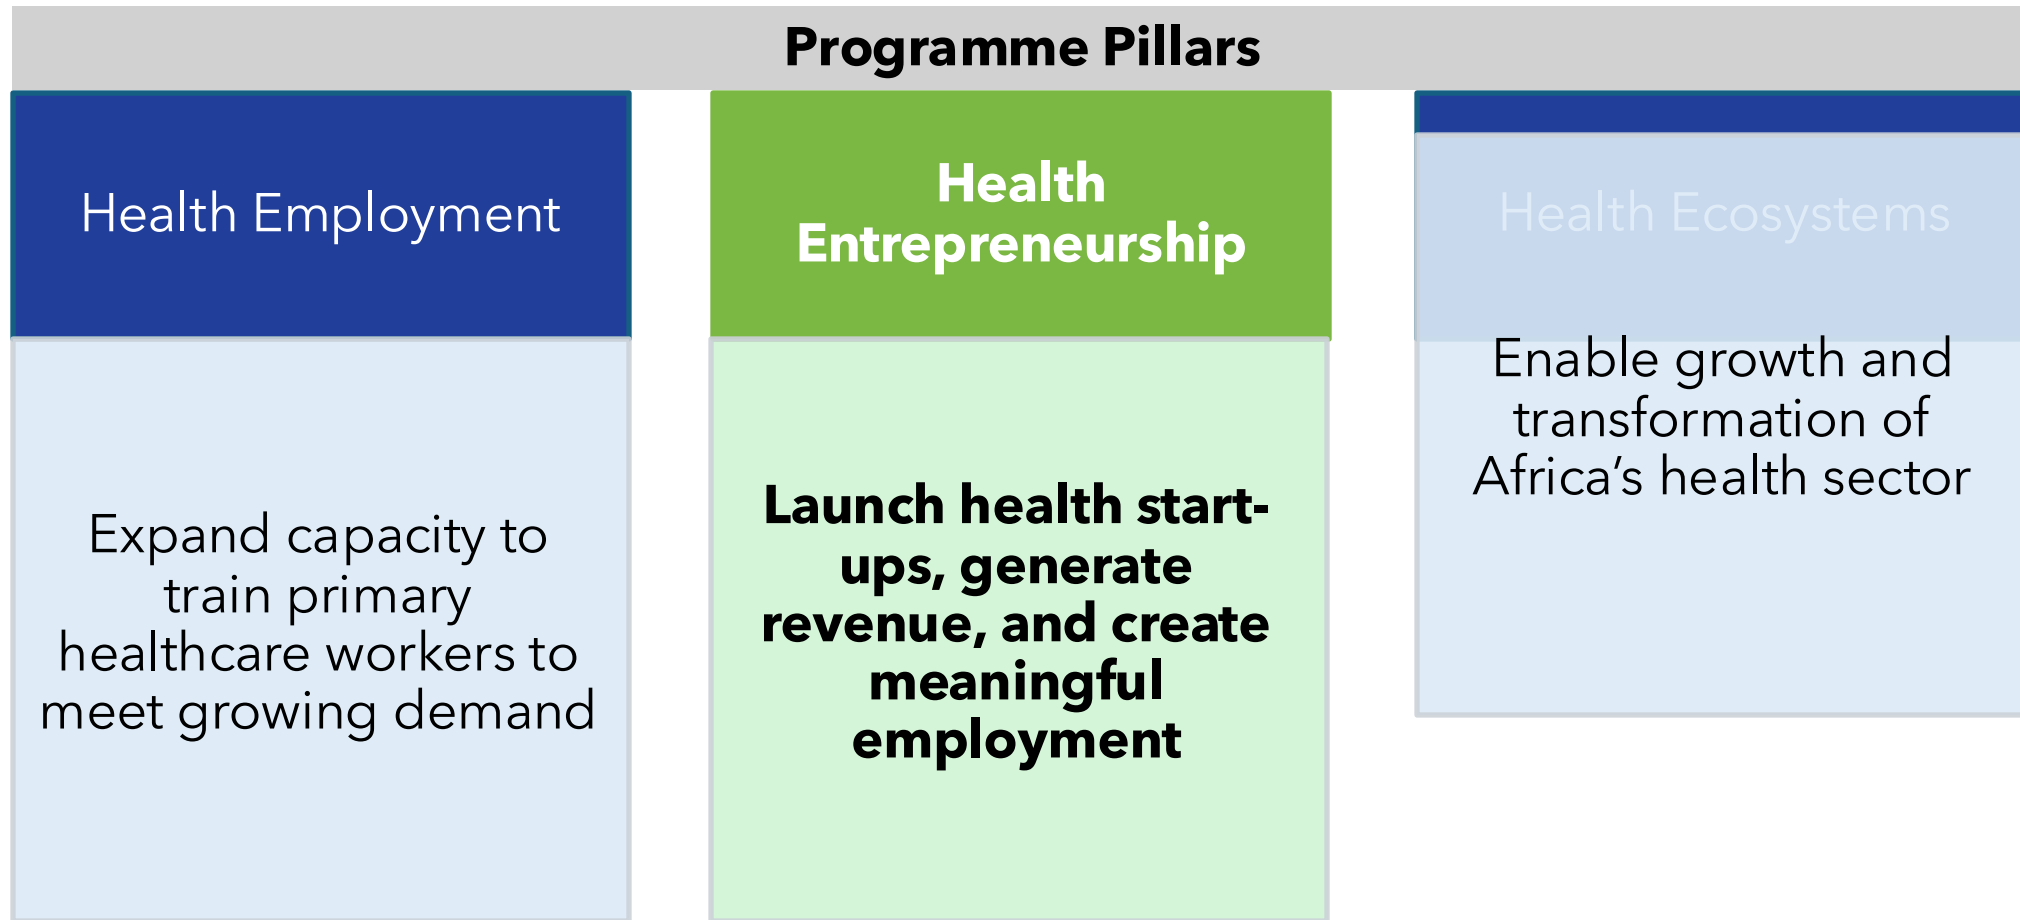 Programme Pillars
Health Employment
Expand capacity to
train primary
healthcare workers to
meet growing demand
Health
Entrepreneurship
Launch health start-
ups, generate
revenue, and create
meaningful
employment
Health Ecosystems
Enable growth and
transformation of
Africa’s health sector